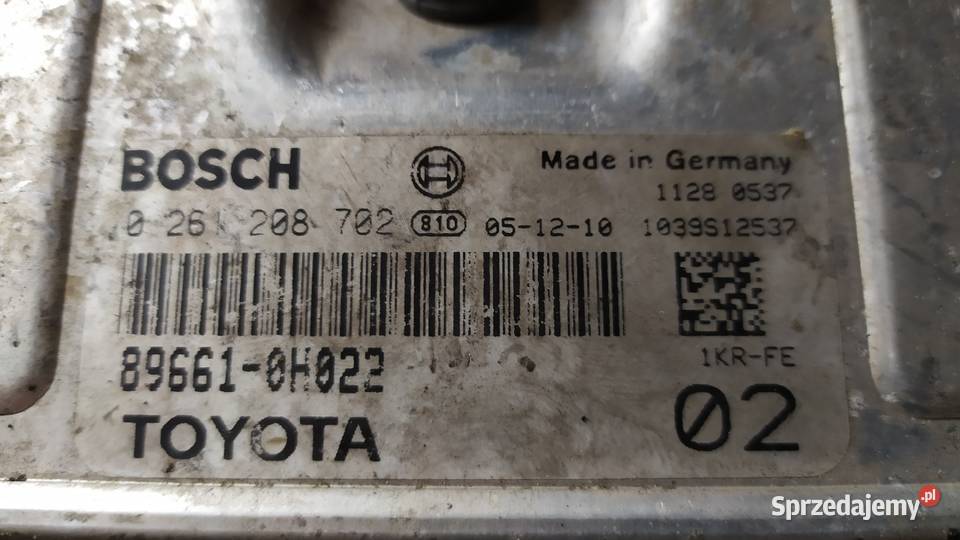 BOSCH Made in Germany
1128 0537
0 261 208 702 810 05-12-10 1039S12537
89661-0H022 1KR-FE
TOYOTA 02
Sprzedajemy.pl